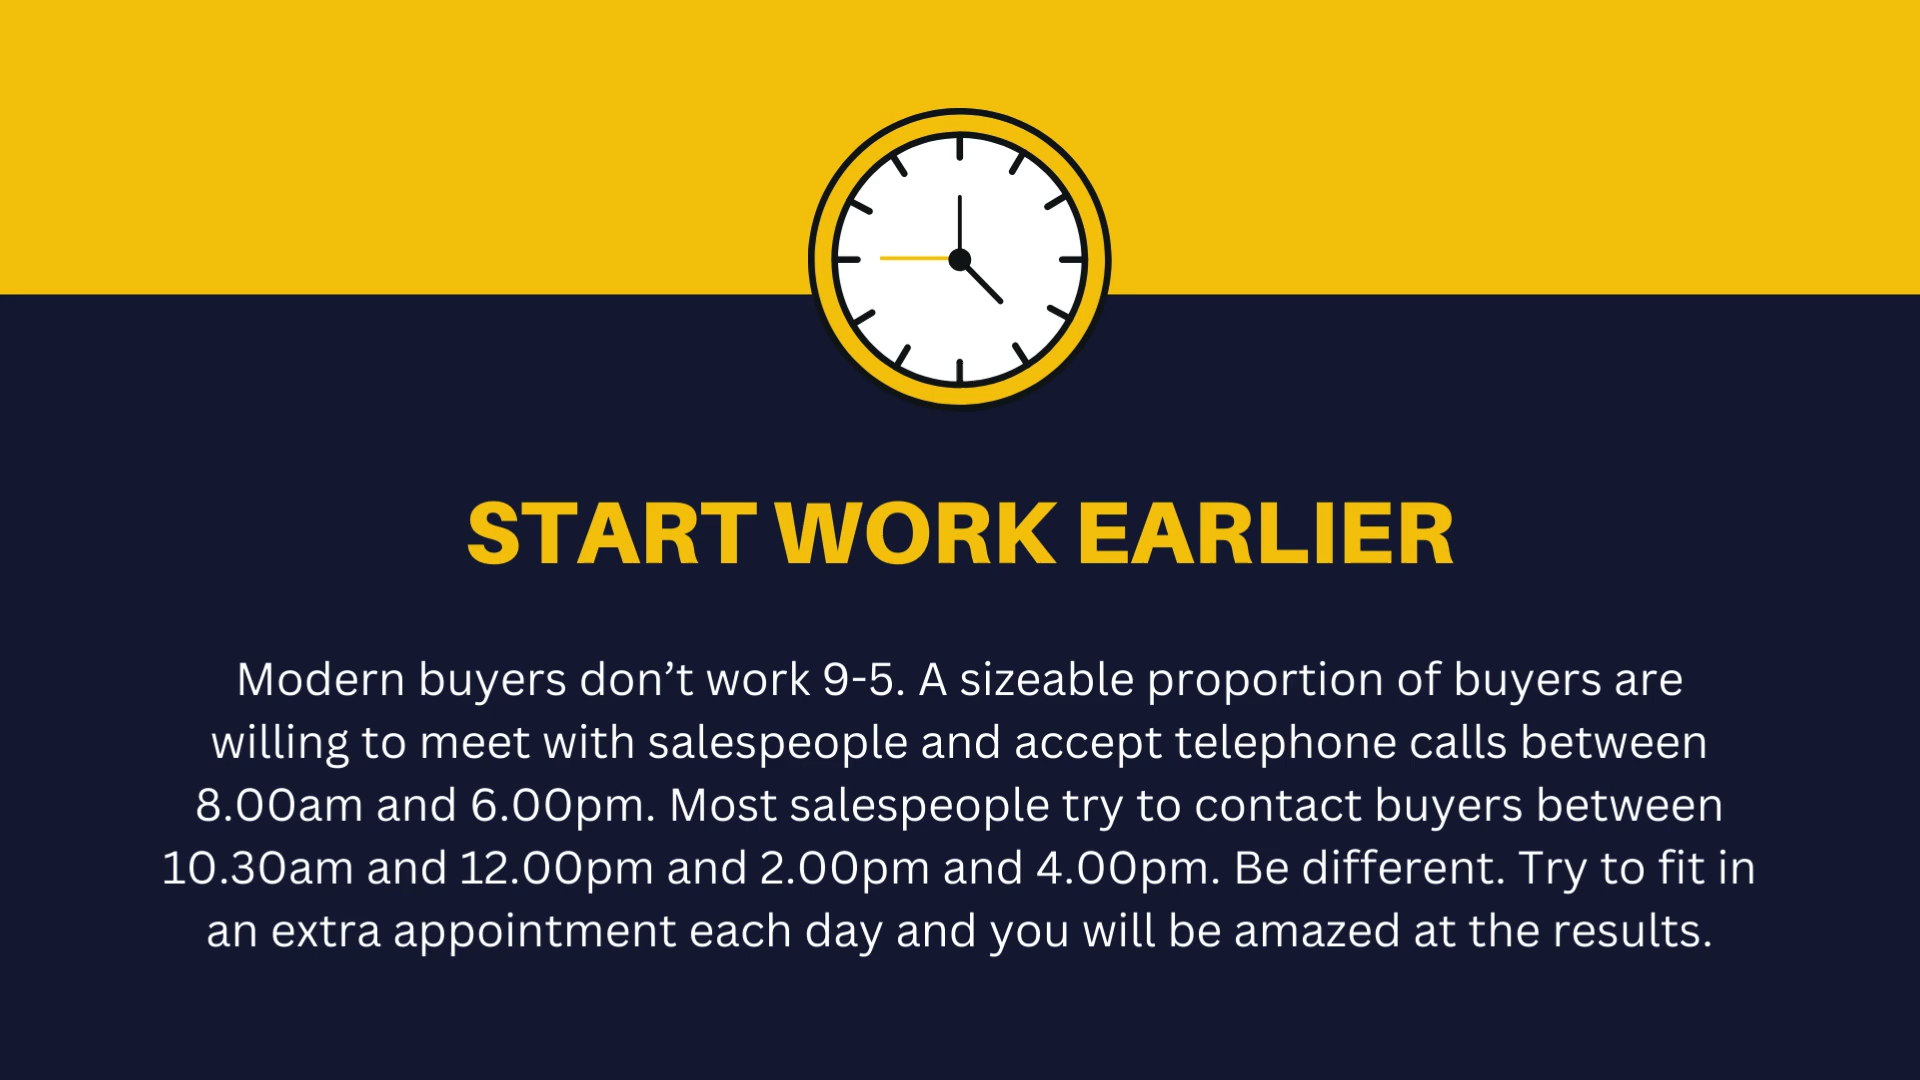 START WORK EARLIER
Modern buyers don’t work 9-5. A sizeable proportion of buyers are
willing to meet with salespeople and accept telephone calls between
8.00am and 6.00pm. Most salespeople try to contact buyers between
10.30am and 12.00pm and 2.00pm and 4.00pm. Be different. Try to fit in
an extra appointment each day and you will be amazed at the results.